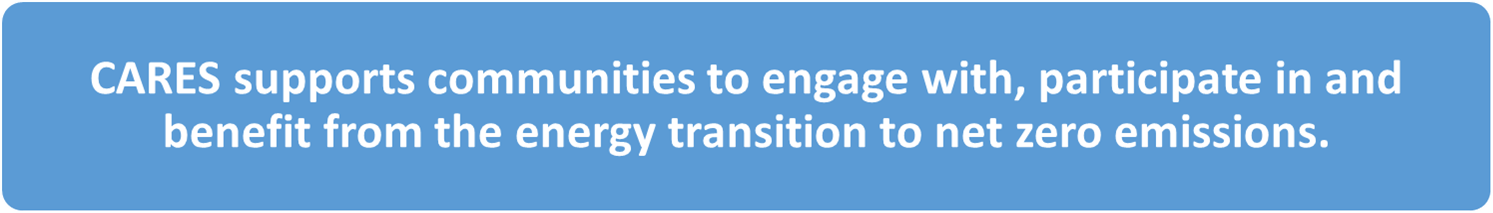 CARES supports communities to engage with, participate in and
benefit from the energy transition to net zero emissions.